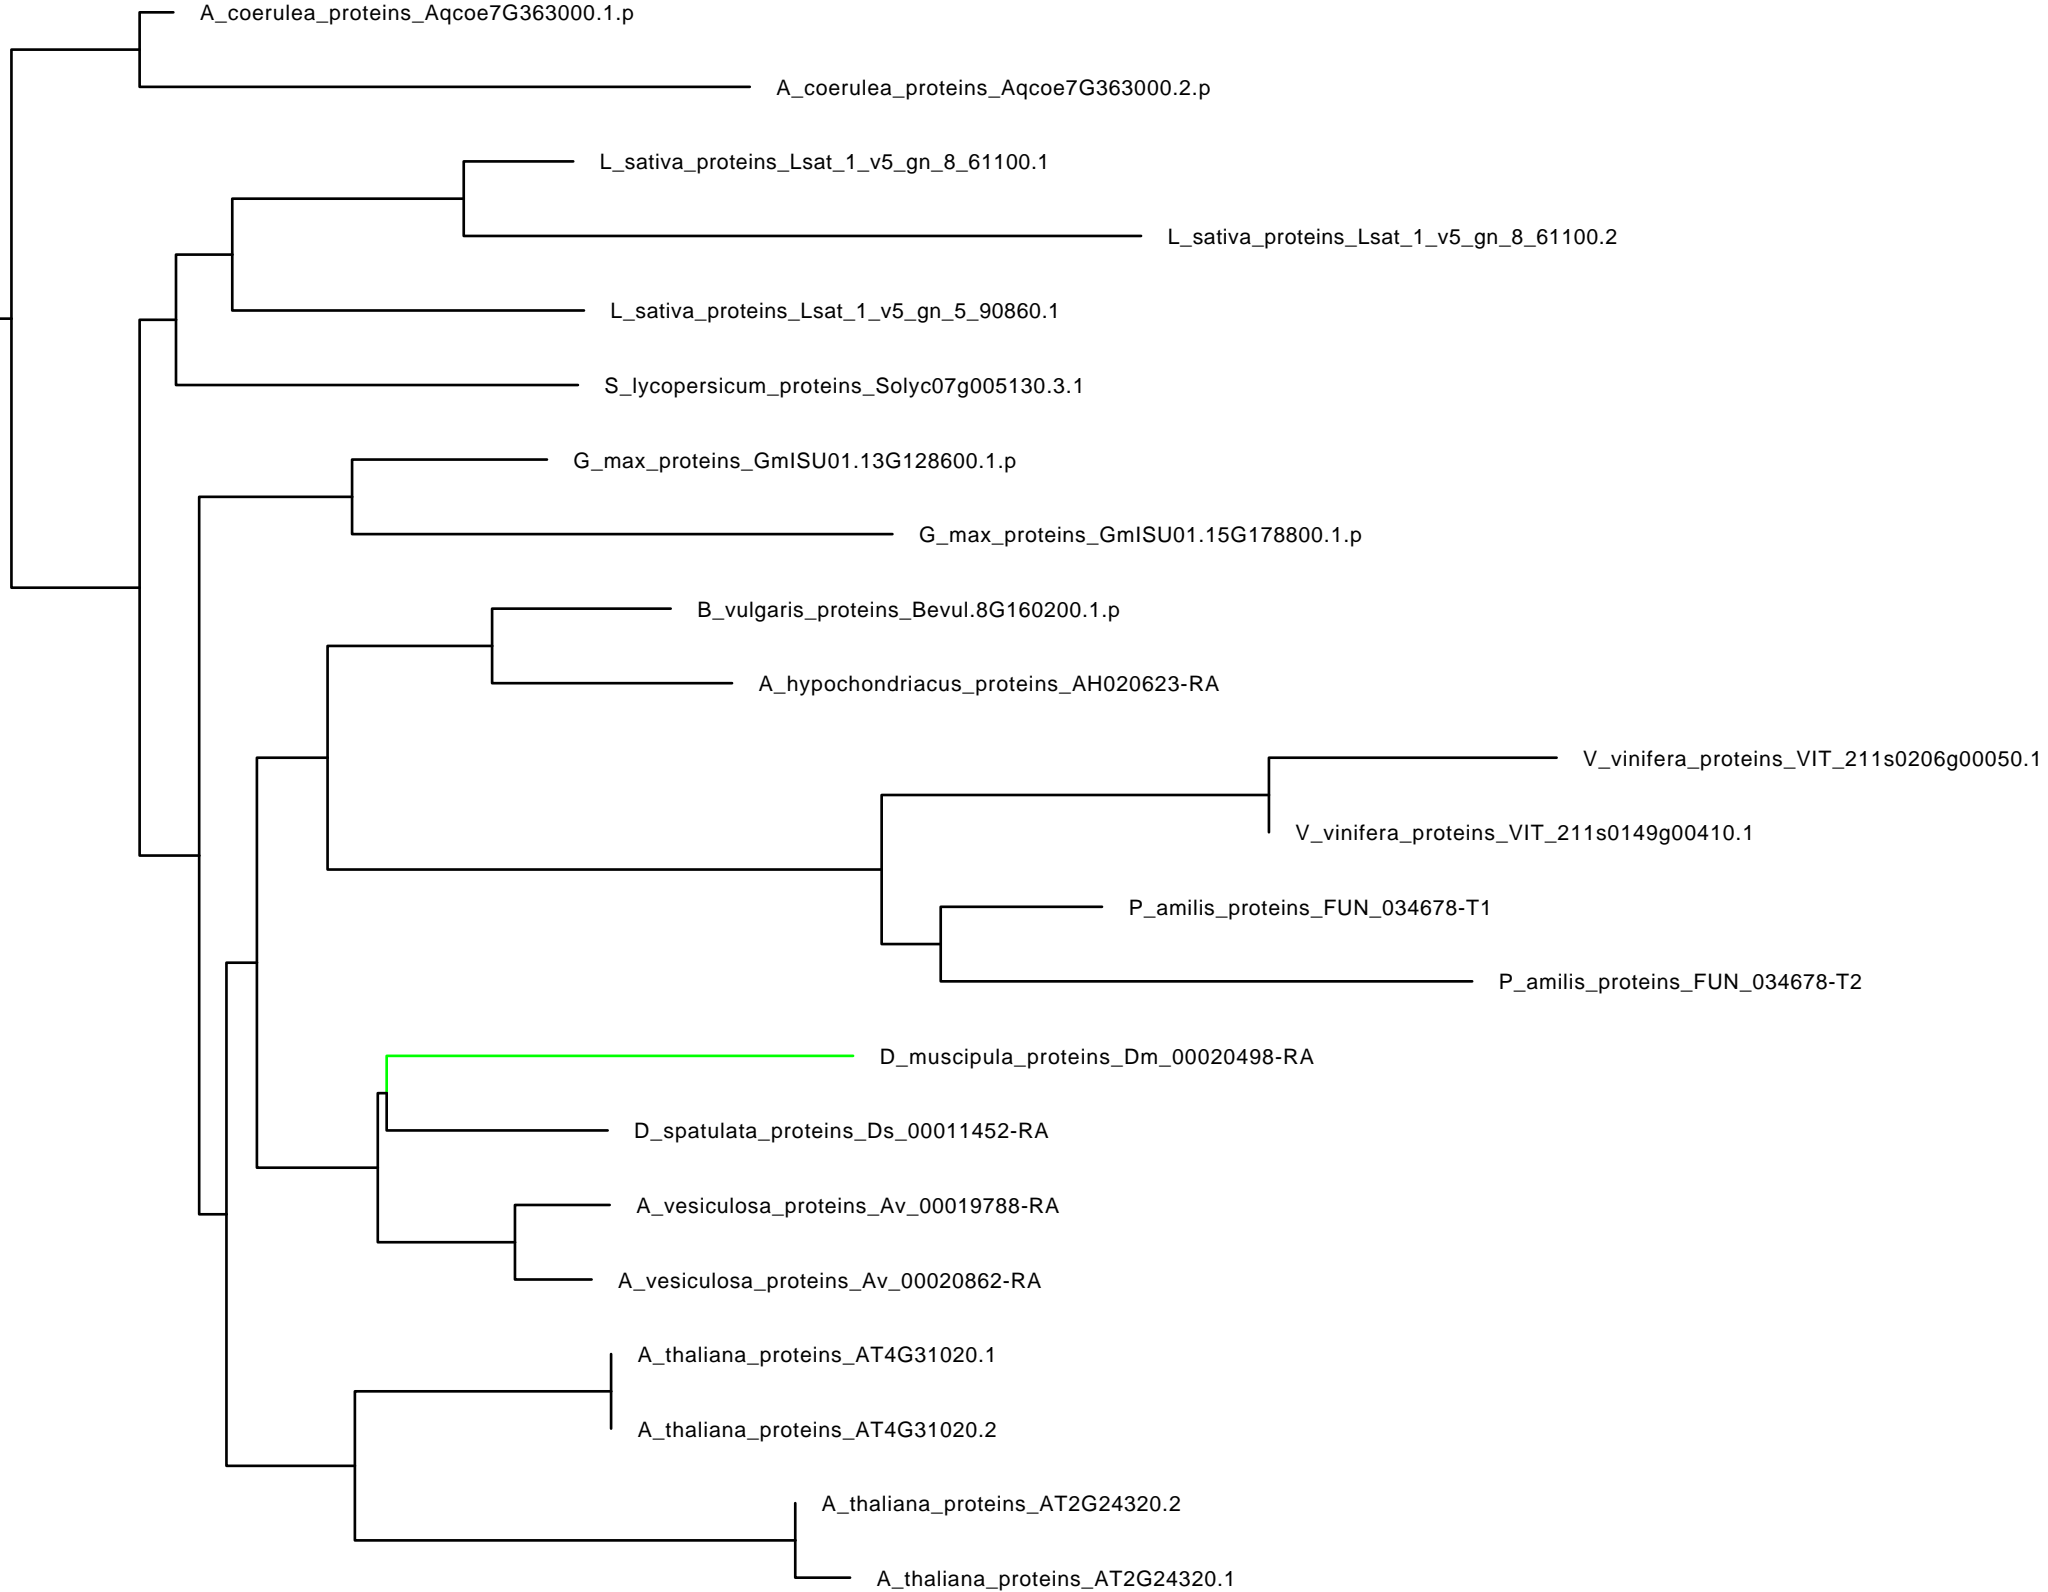 A_coerulea_proteins_Aqcoe7G363000.1.p
A_coerulea_proteins_Aqcoe7G363000.2.p
L_sativa_proteins_Lsat_1_v5_gn_8_61100.1
L_sativa_proteins_Lsat_1_v5_gn_8_61100.2
L_sativa_proteins_Lsat_1_v5_gn_5_90860.1
S_lycopersicum_proteins_Solyc07g005130.3.1
G_max_proteins_GmISU01.13G128600.1.p
G_max_proteins_GmISU01.15G178800.1.p
B_vulgaris_proteins_Bevul.8G160200.1.p
A_hypochondriacus_proteins_AH020623-RA
V_vinifera_proteins_VIT_211s0206g00050.1
V_vinifera_proteins_VIT_211s0149g00410.1
P_amilis_proteins_FUN_034678-T1
P_amilis_proteins_FUN_034678-T2
D_muscipula_proteins_Dm_00020498-RA
D_spatulata_proteins_Ds_00011452-RA
A_vesiculosa_proteins_Av_00019788-RA
A_vesiculosa_proteins_Av_00020862-RA
A_thaliana_proteins_AT4G31020.1
A_thaliana_proteins_AT4G31020.2
A_thaliana_proteins_AT2G24320.2
A_thaliana_proteins_AT2G24320.1